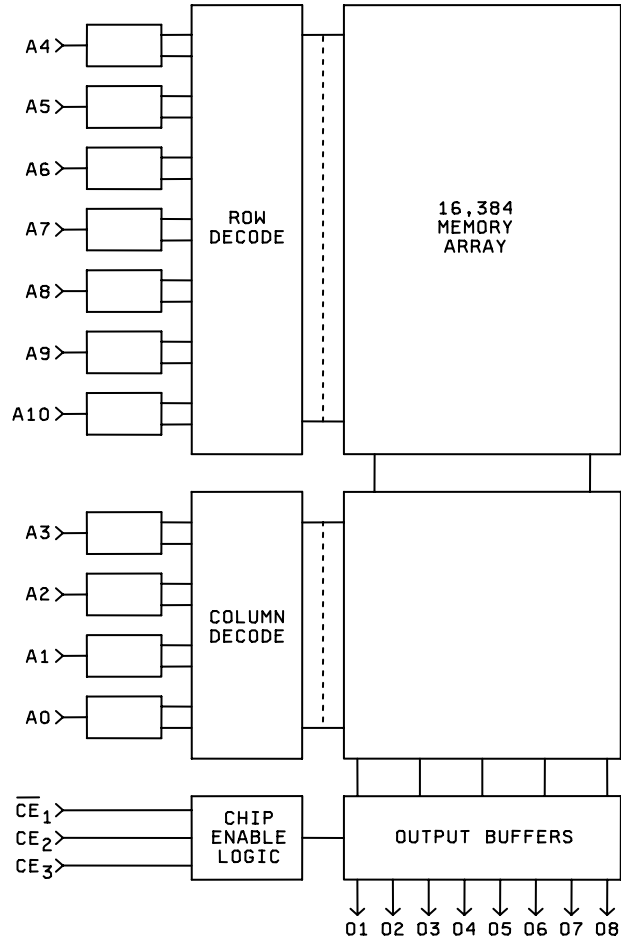 A4
A5
A6
A7
A8
A9
A10
ROW
DECODE
16,384
MEMORY
ARRAY
A3
A2
A1
A0
COLUMN
DECODE
C̅E̅₁
CE₂
CE₃
CHIP
ENABLE
LOGIC
OUTPUT BUFFERS
O1 O2 O3 O4 O5 O6 O7 O8